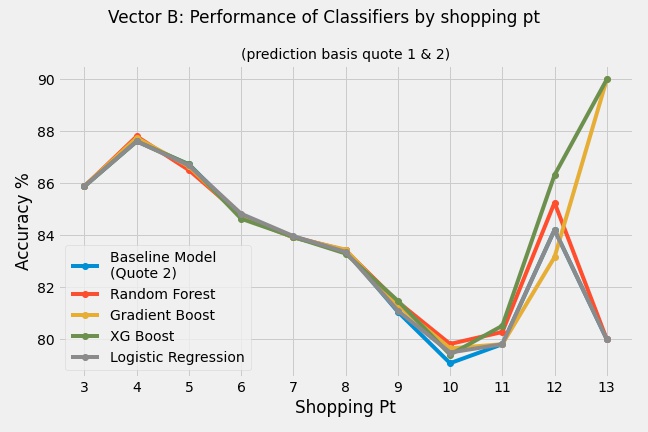 Vector B: Performance of Classifiers by shopping pt
(prediction basis quote 1 & 2)
Accuracy %
90
88
86
84
82
80
Baseline Model
(Quote 2)
Random Forest
Gradient Boost
XG Boost
Logistic Regression
3 4 5 6 7 8 9 10 11 12 13
Shopping Pt